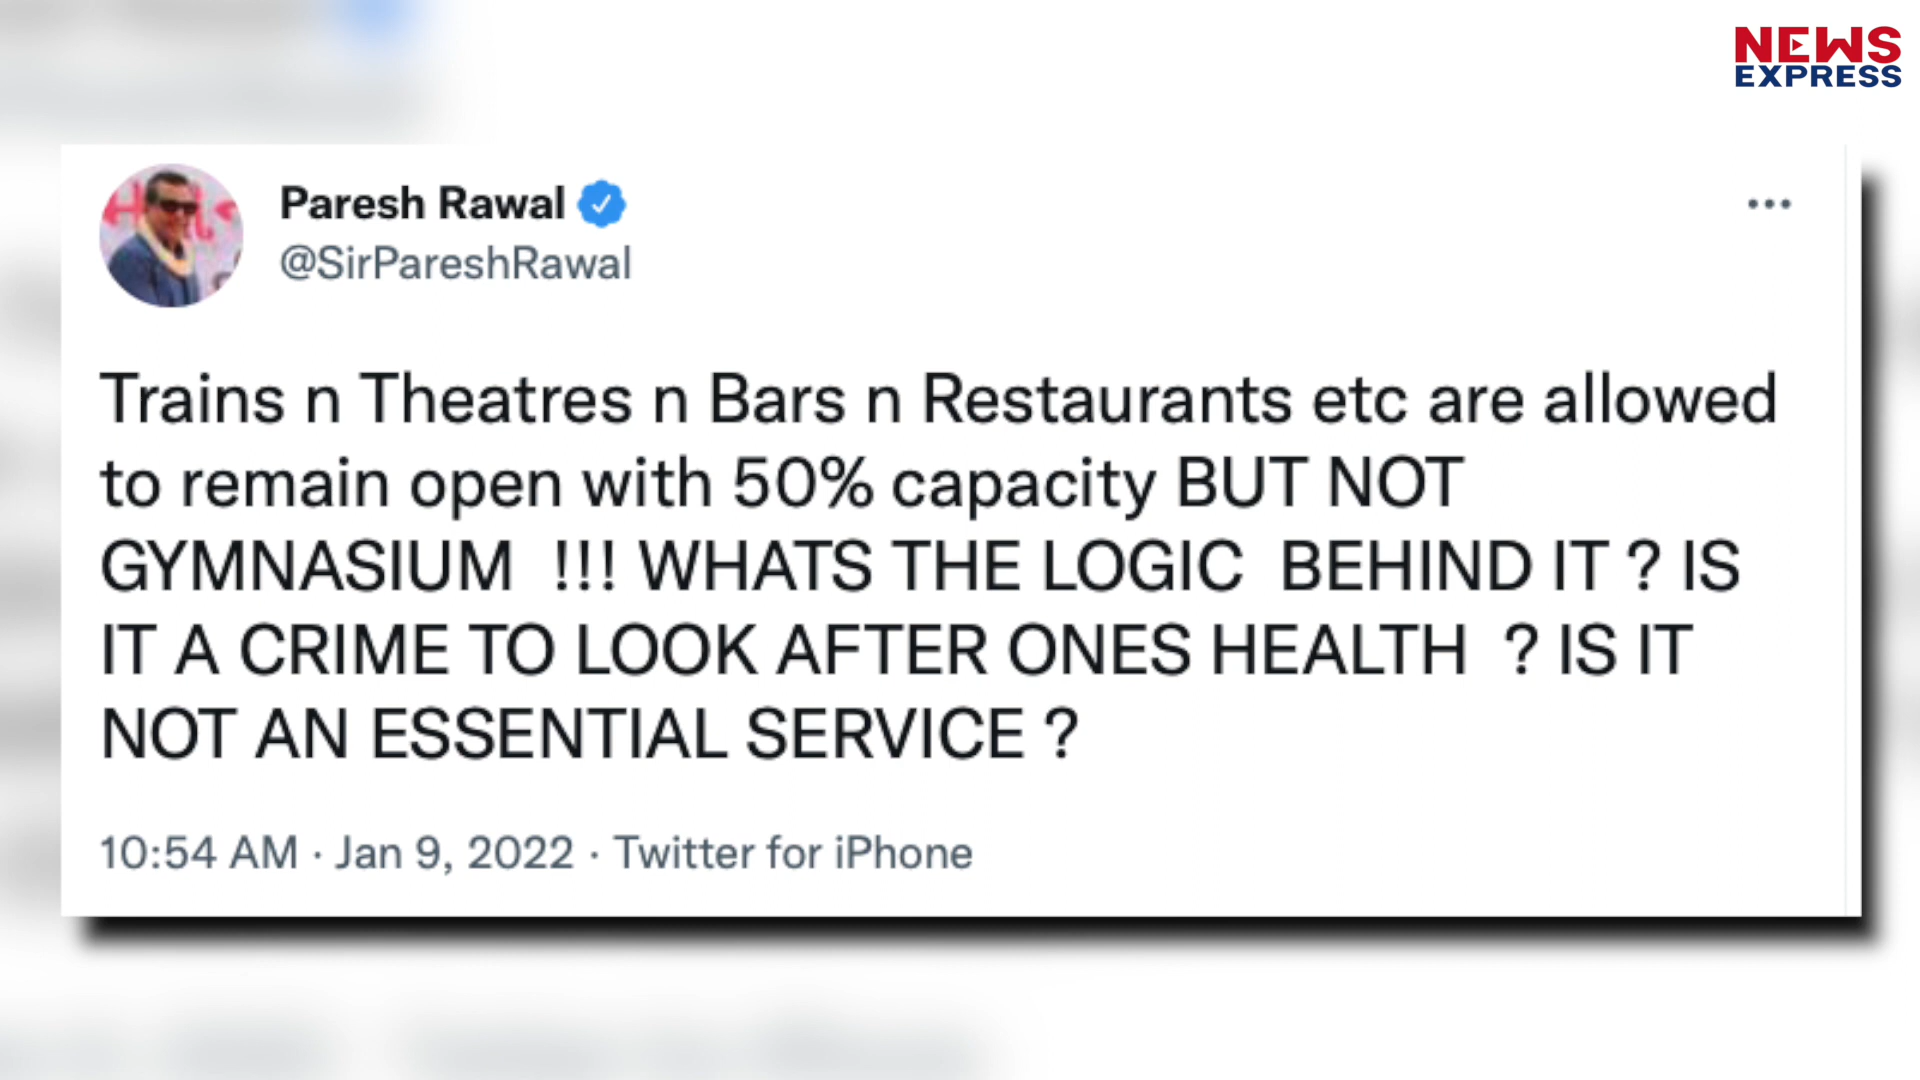 NEWS
EXPRESS
Paresh Rawal
@SirPareshRawal
Trains n Theatres n Bars n Restaurants etc are allowed
to remain open with 50% capacity BUT NOT
GYMNASIUM  !!! WHATS THE LOGIC  BEHIND IT ? IS
IT A CRIME TO LOOK AFTER ONES HEALTH  ? IS IT
NOT AN ESSENTIAL SERVICE ?
10:54 AM · Jan 9, 2022 · Twitter for iPhone